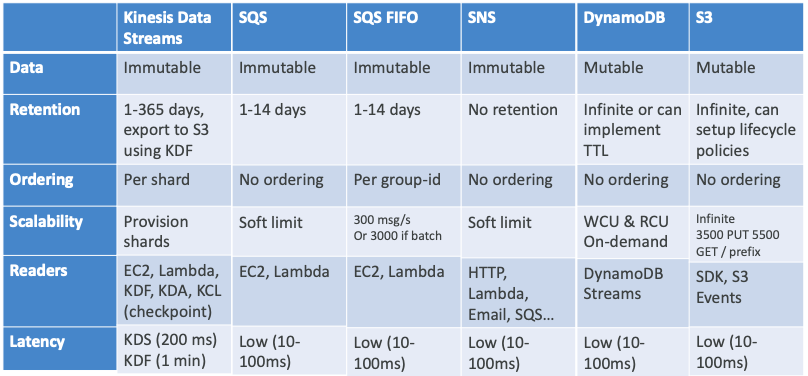 Kinesis Data
Streams
SQS
SQS FIFO
SNS
DynamoDB
S3
Data
Immutable
Immutable
Immutable
Immutable
Mutable
Mutable
Retention
1-365 days,
export to S3
using KDF
1-14 days
1-14 days
No retention
Infinite or can
implement
TTL
Infinite, can
setup lifecycle
policies
Ordering
Per shard
No ordering
Per group-id
No ordering
No ordering
No ordering
Scalability
Provision
shards
Soft limit
300 msg/s
Or 3000 if batch
Soft limit
WCU & RCU
On-demand
Infinite
3500 PUT 5500
GET / prefix
Readers
EC2, Lambda,
KDF, KDA, KCL
(checkpoint)
EC2, Lambda
EC2, Lambda
HTTP,
Lambda,
Email, SQS…
DynamoDB
Streams
SDK, S3
Events
Latency
KDS (200 ms)
KDF (1 min)
Low (10-
100ms)
Low (10-
100ms)
Low (10-
100ms)
Low (10-
100ms)
Low (10-
100ms)